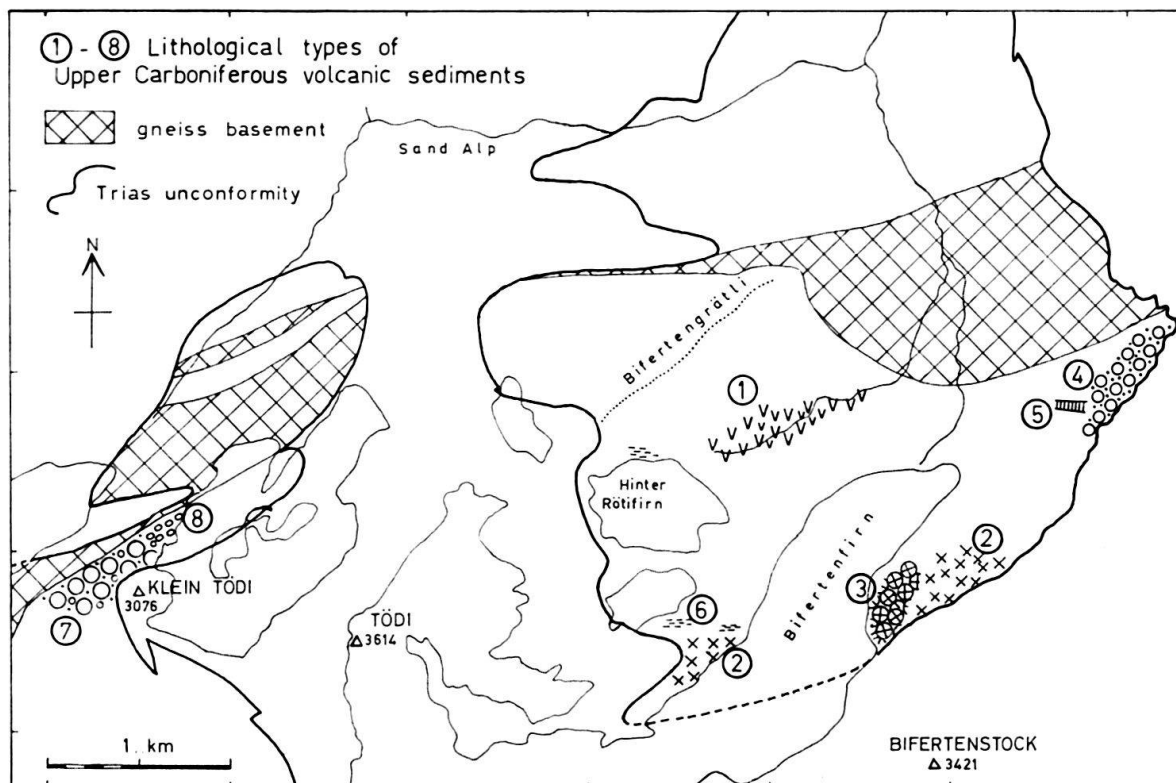 ① - ⑧ Lithological types of
Upper Carboniferous volcanic sediments
gneiss basement
Trias unconformity
N
Sand Alp
Bifertengrätli
①
④
⑤
Hinter
Rötifirn
⑧
②
③
Bifertenfirn
KLEIN TÖDI
3076
⑦
⑥
TÖDI
3614
②
1 km
BIFERTENSTOCK
3421